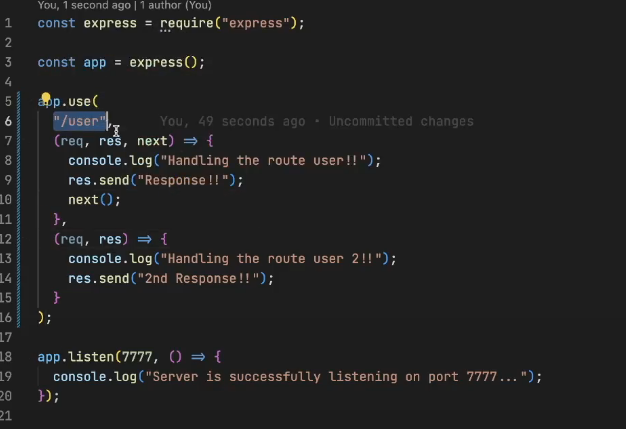 You, 1 second ago | 1 author (You)
1 const express = require("express");
2
3 const app = express();
4
5 app.use(
6 "/user", You, 49 seconds ago • Uncommitted changes
7 (req, res, next) => {
8 console.log("Handling the route user!!");
9 res.send("Response!!");
10 next();
11 },
12 (req, res) => {
13 console.log("Handling the route user 2!!");
14 res.send("2nd Response!!");
15 }
16 );
17
18 app.listen(7777, () => {
19 console.log("Server is successfully listening on port 7777...");
20 });
21